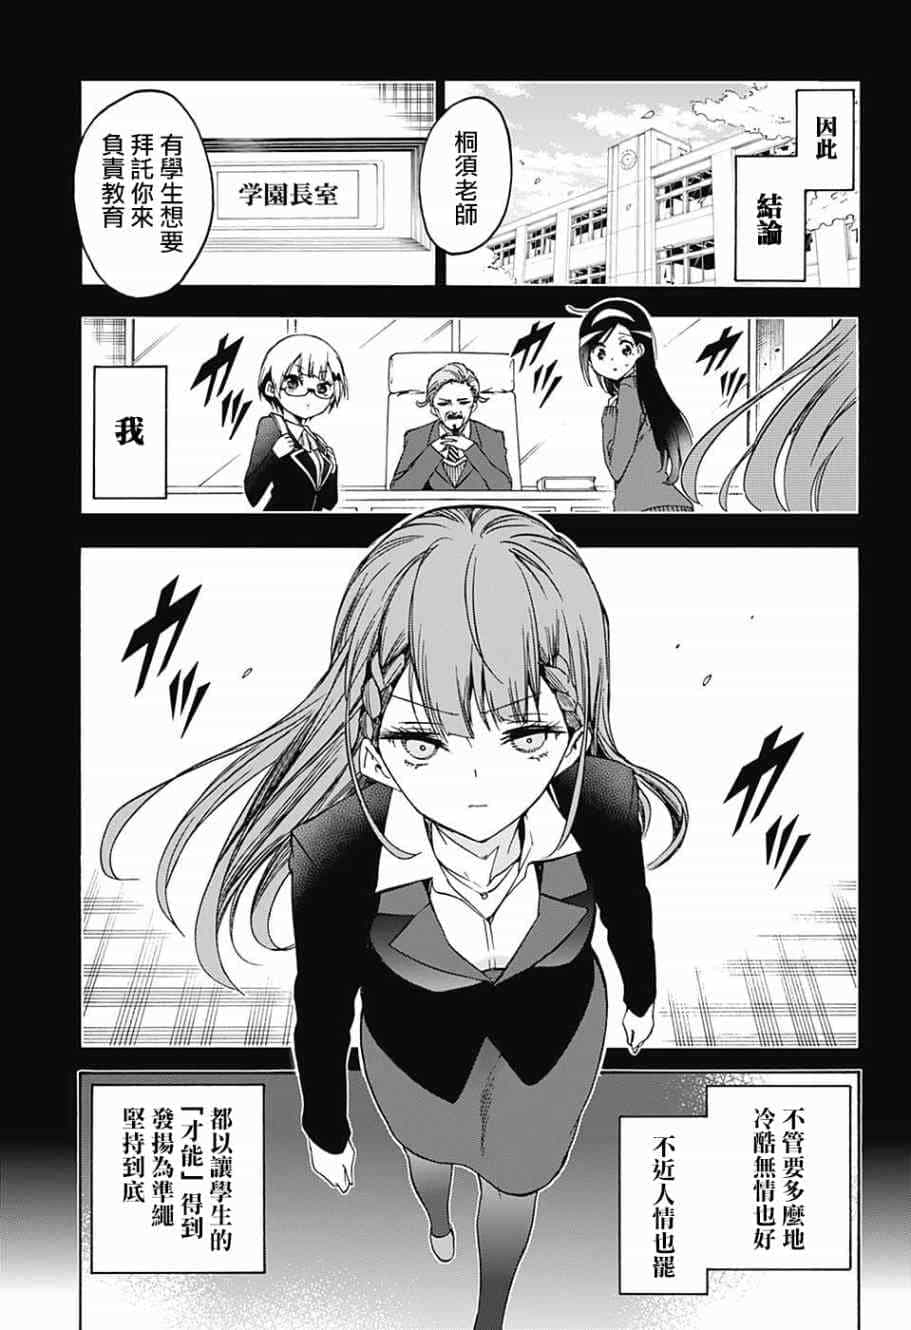 因此
結論
桐須老師
学園長室
有學生想要
拜託你來
負責教育
我
不管要多麼地
冷酷無情也好
不近人情也罷
都以讓學生的
「才能」得到
發揚為準繩
堅持到底